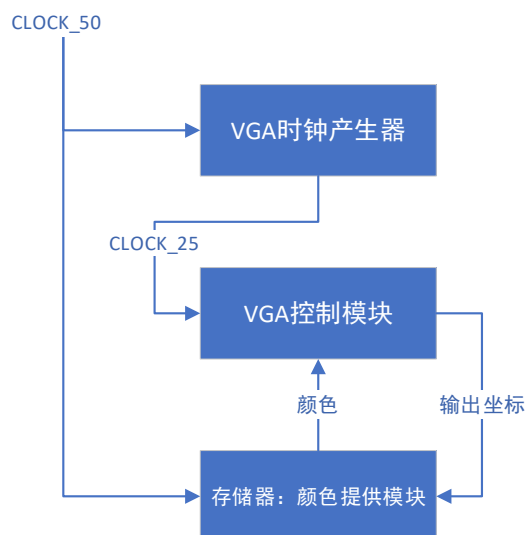 CLOCK_50
VGA时钟产生器
CLOCK_25
VGA控制模块
颜色
输出坐标
存储器：颜色提供模块